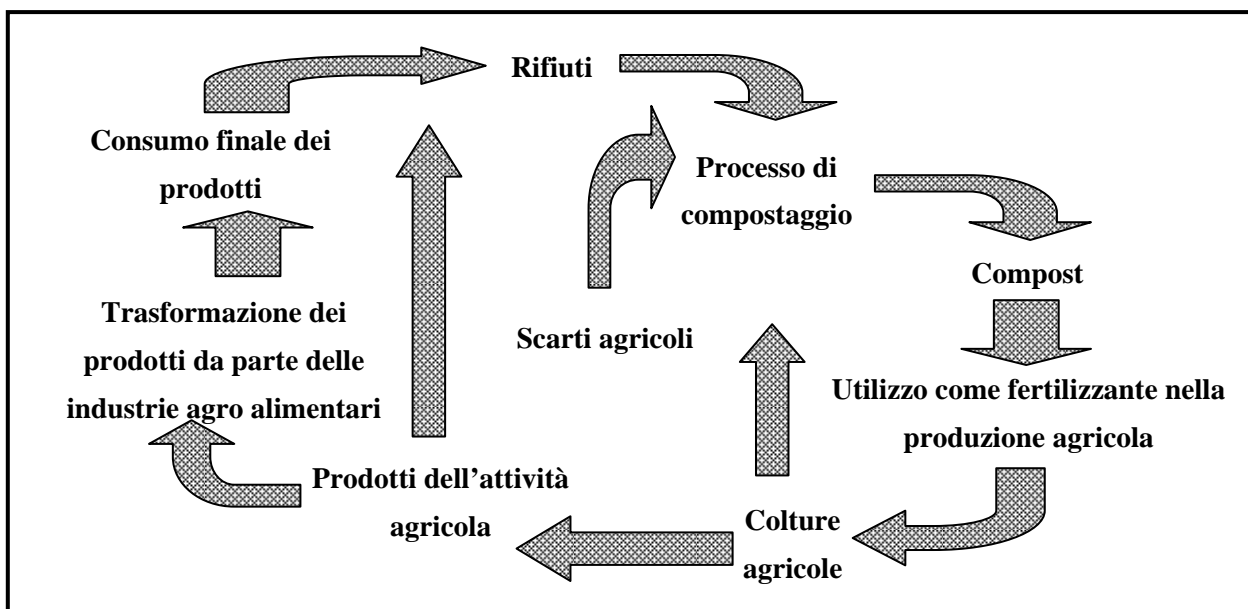 Rifiuti
Consumo finale dei
prodotti
Processo di
compostaggio
Compost
Trasformazione dei
prodotti da parte delle
industrie agro alimentari
Scarti agricoli
Utilizzo come fertilizzante nella
produzione agricola
Prodotti dell’attività
agricola
Colture
agricole